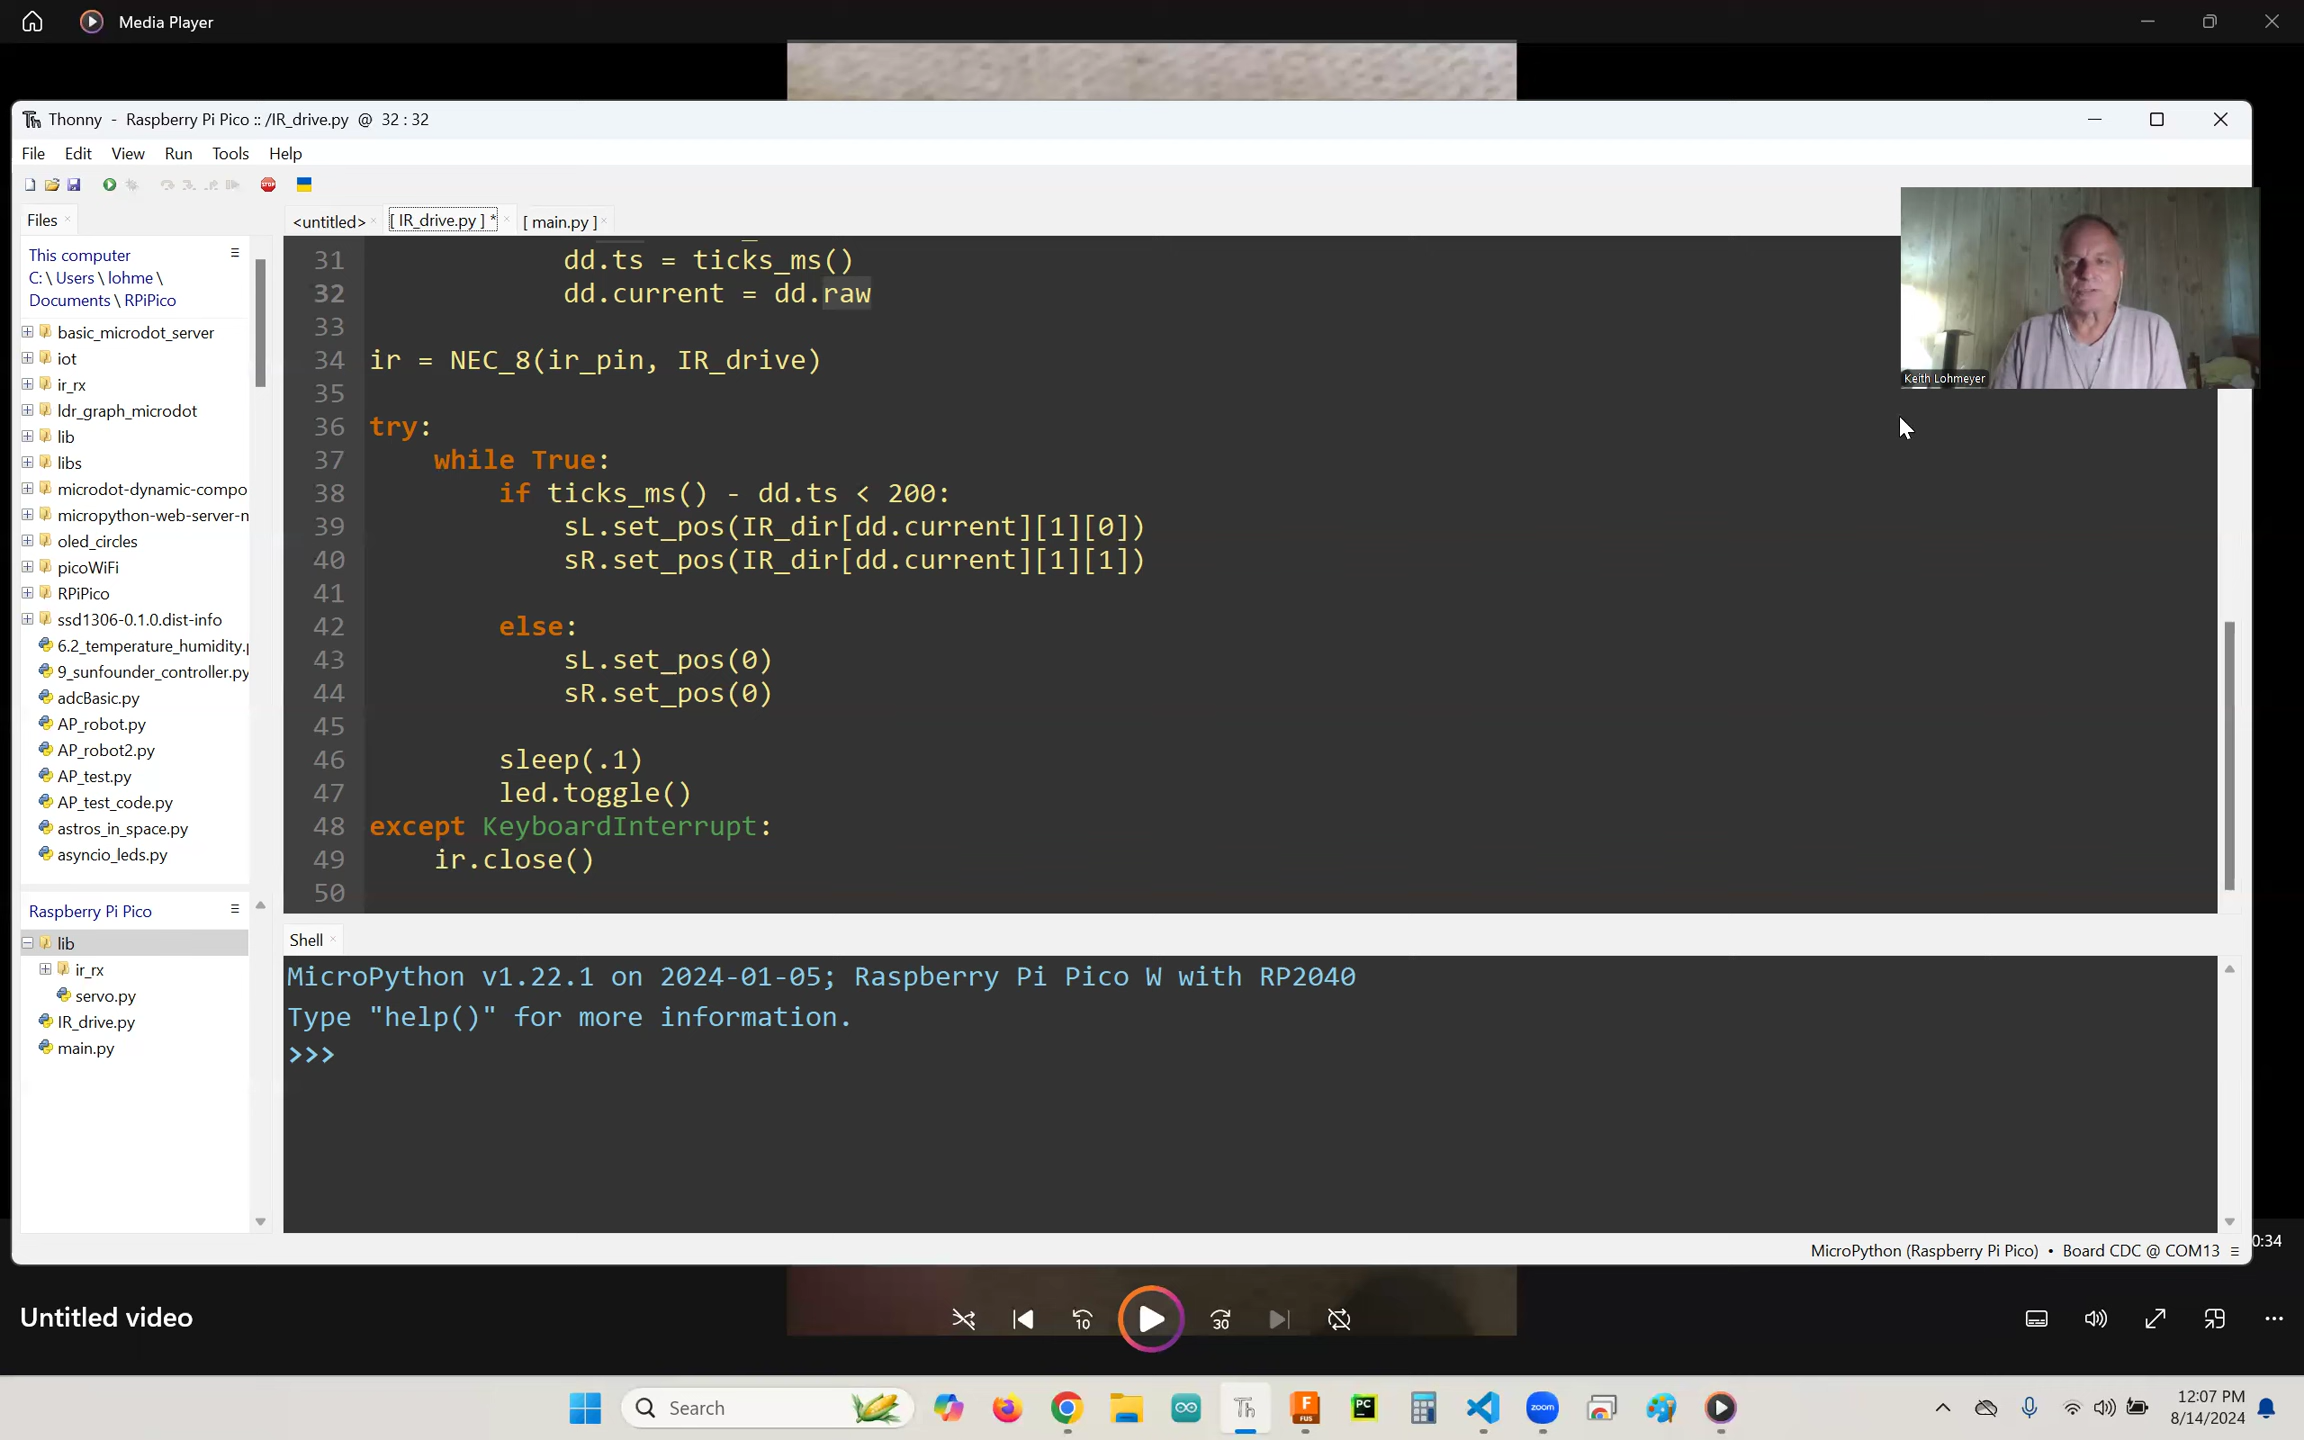 Media Player
Thonny - Raspberry Pi Pico :: /IR_drive.py @ 32 : 32
File Edit View Run Tools Help
Files
<untitled> [ IR_drive.py ] * [ main.py ]
This computer
C: \ Users \ lohme \
Documents \ RPiPico
basic_microdot_server
iot
ir_rx
ldr_graph_microdot
lib
libs
microdot-dynamic-compo
micropython-web-server-n
oled_circles
picoWiFi
RPiPico
ssd1306-0.1.0.dist-info
6.2_temperature_humidity.p
9_sunfounder_controller.py
adcBasic.py
AP_robot.py
AP_robot2.py
AP_test.py
AP_test_code.py
astros_in_space.py
asyncio_leds.py
Raspberry Pi Pico
lib
ir_rx
servo.py
IR_drive.py
main.py
31 dd.ts = ticks_ms()
32 dd.current = dd.raw
33
34 ir = NEC_8(ir_pin, IR_drive)
35
36 try:
37 while True:
38 if ticks_ms() - dd.ts < 200:
39 sL.set_pos(IR_dir[dd.current][1][0])
40 sR.set_pos(IR_dir[dd.current][1][1])
41
42 else:
43 sL.set_pos(0)
44 sR.set_pos(0)
45
46 sleep(.1)
47 led.toggle()
48 except KeyboardInterrupt:
49 ir.close()
50
Keith Lohmeyer
Shell
MicroPython v1.22.1 on 2024-01-05; Raspberry Pi Pico W with RP2040
Type "help()" for more information.
>>>
MicroPython (Raspberry Pi Pico) • Board CDC @ COM13
0:34
Untitled video
10
30
Search
Th
F
FUS
PC
zoom
12:07 PM
8/14/2024